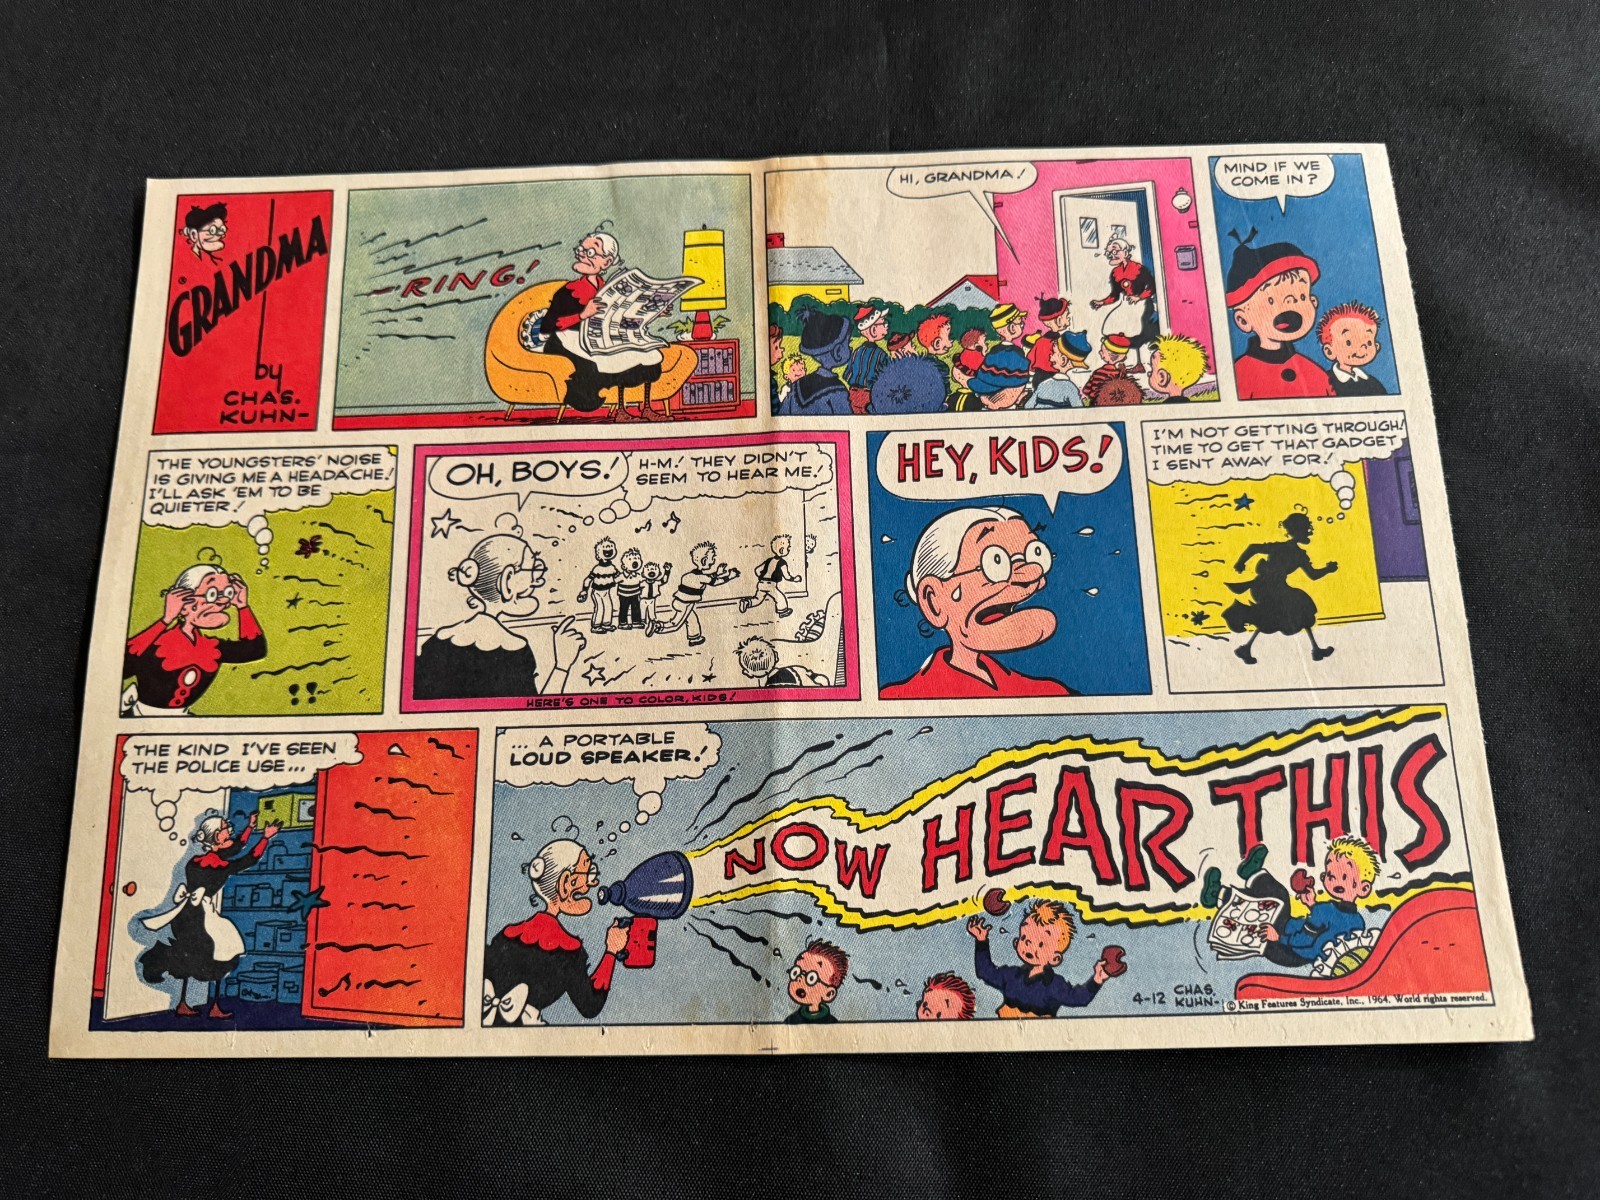 GRANDMA
by
CHAS.
KUHN-
RING!
HI, GRANDMA!
MIND IF WE
COME IN?
THE YOUNGSTERS' NOISE
IS GIVING ME A HEADACHE!
I'LL ASK 'EM TO BE
QUIETER!
!!
OH, BOYS!
H-M! THEY DIDN'T
SEEM TO HEAR ME!
HERE'S ONE TO COLOR, KIDS!
HEY, KIDS!
I'M NOT GETTING THROUGH!
TIME TO GET THAT GADGET
I SENT AWAY FOR!
THE KIND I'VE SEEN
THE POLICE USE...
... A PORTABLE
LOUD SPEAKER!
NOW HEAR THIS
4-12 CHAS.
KUHN-
© King Features Syndicate, Inc., 1964. World rights reserved.